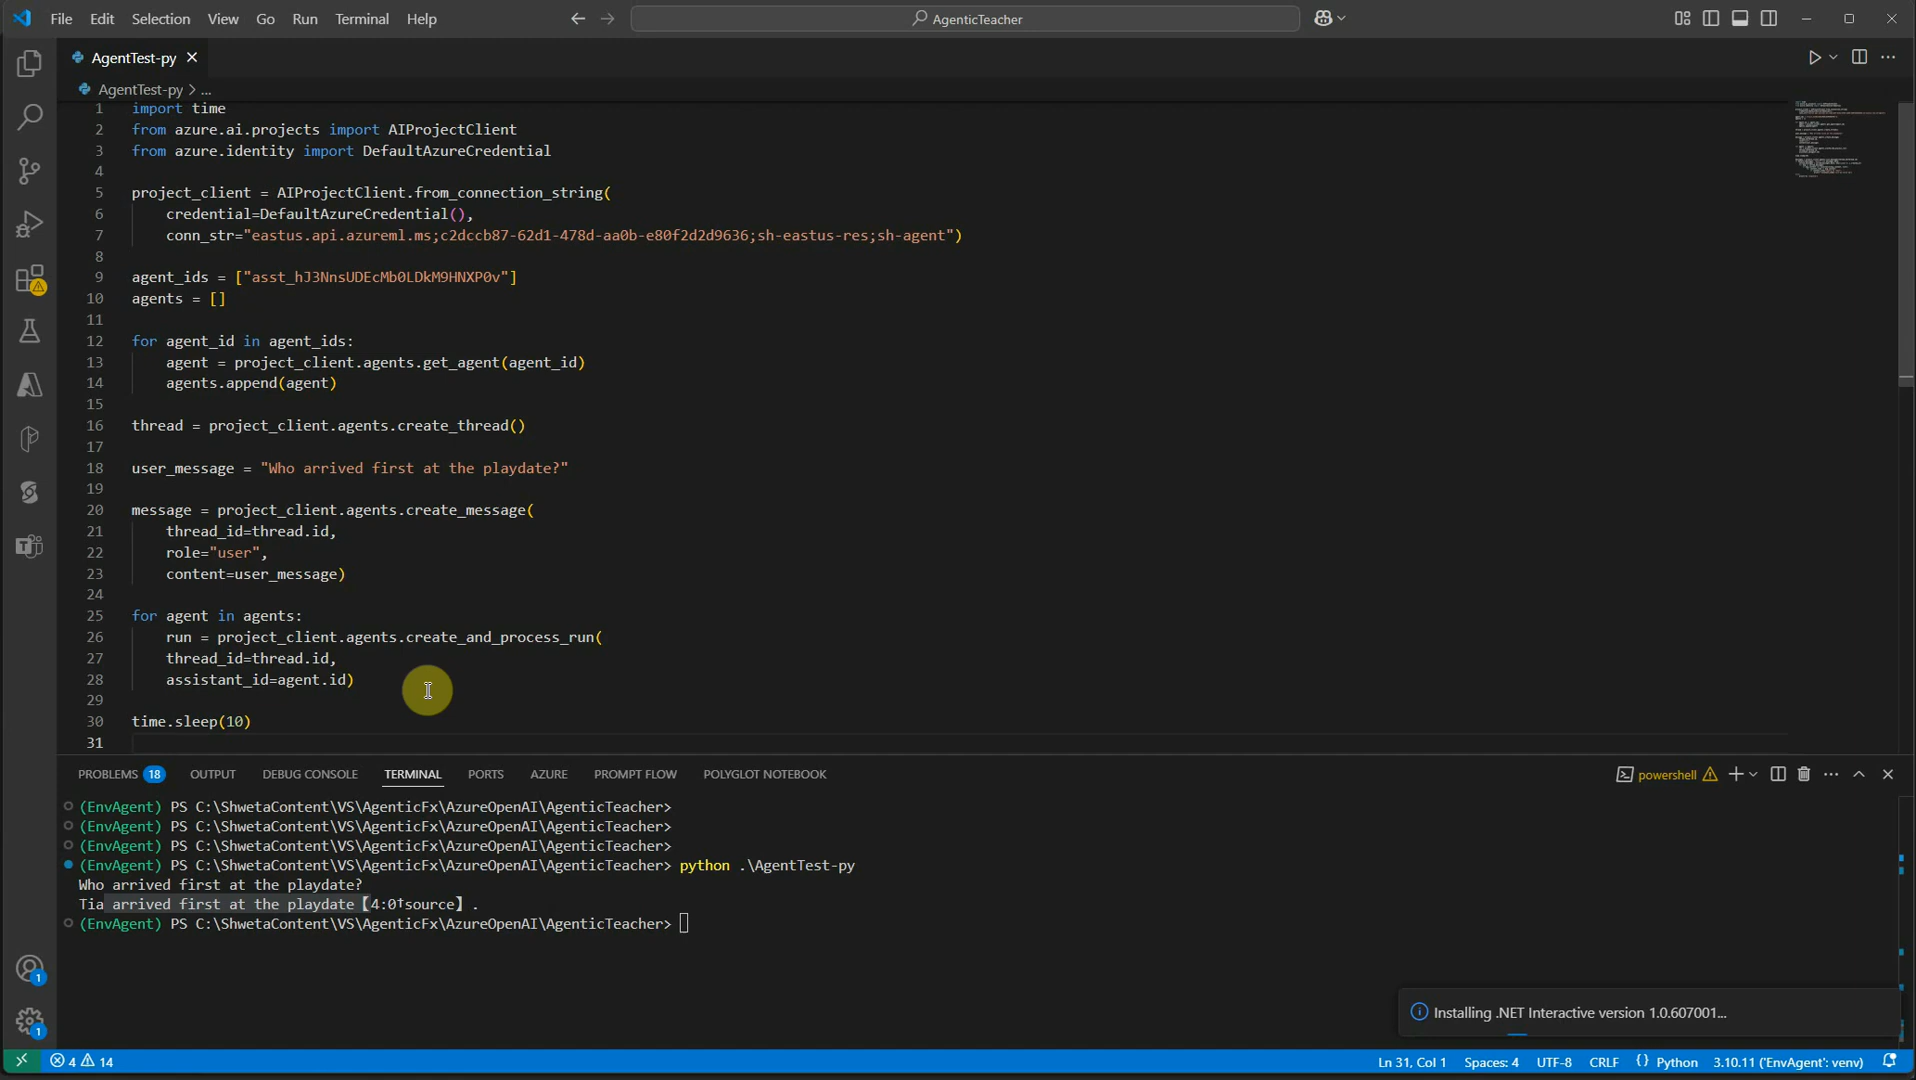 File Edit Selection View Go Run Terminal Help
AgenticTeacher
AgentTest-py
AgentTest-py > ...
1 import time
2 from azure.ai.projects import AIProjectClient
3 from azure.identity import DefaultAzureCredential
4
5 project_client = AIProjectClient.from_connection_string(
6 credential=DefaultAzureCredential(),
7 conn_str="eastus.api.azureml.ms;c2dccb87-62d1-478d-aa0b-e80f2d2d9636;sh-eastus-res;sh-agent")
8
9 agent_ids = ["asst_hJ3NnsUDEcMb0LDkM9HNXP0v"]
10 agents = []
11
12 for agent_id in agent_ids:
13 agent = project_client.agents.get_agent(agent_id)
14 agents.append(agent)
15
16 thread = project_client.agents.create_thread()
17
18 user_message = "Who arrived first at the playdate?"
19
20 message = project_client.agents.create_message(
21 thread_id=thread.id,
22 role="user",
23 content=user_message)
24
25 for agent in agents:
26 run = project_client.agents.create_and_process_run(
27 thread_id=thread.id,
28 assistant_id=agent.id)
29
30 time.sleep(10)
31
PROBLEMS 18 OUTPUT DEBUG CONSOLE TERMINAL PORTS AZURE PROMPT FLOW POLYGLOT NOTEBOOK
powershell
(EnvAgent) PS C:\ShwetaContent\VS\AgenticFx\AzureOpenAI\AgenticTeacher>
(EnvAgent) PS C:\ShwetaContent\VS\AgenticFx\AzureOpenAI\AgenticTeacher>
(EnvAgent) PS C:\ShwetaContent\VS\AgenticFx\AzureOpenAI\AgenticTeacher>
(EnvAgent) PS C:\ShwetaContent\VS\AgenticFx\AzureOpenAI\AgenticTeacher> python .\AgentTest-py
Who arrived first at the playdate?
Tia arrived first at the playdate【4:0†source】.
(EnvAgent) PS C:\ShwetaContent\VS\AgenticFx\AzureOpenAI\AgenticTeacher>
1
Installing .NET Interactive version 1.0.607001...
1
4 14
Ln 31, Col 1 Spaces: 4 UTF-8 CRLF {} Python 3.10.11 ('EnvAgent': venv)